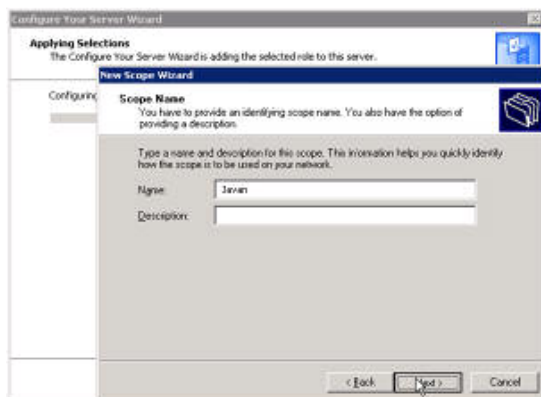 Configure Your Server Wizard
Applying Selections
The Configure Your Server Wizard is adding the selected role to this server.
Configuring
New Scope Wizard
Scope Name
You have to provide an identifying scope name. You also have the option of
providing a description.
Type a name and description for this scope. This information helps you quickly identify
how the scope is to be used on your network.
Name: Javan
Description:
< Back
Next >
Cancel